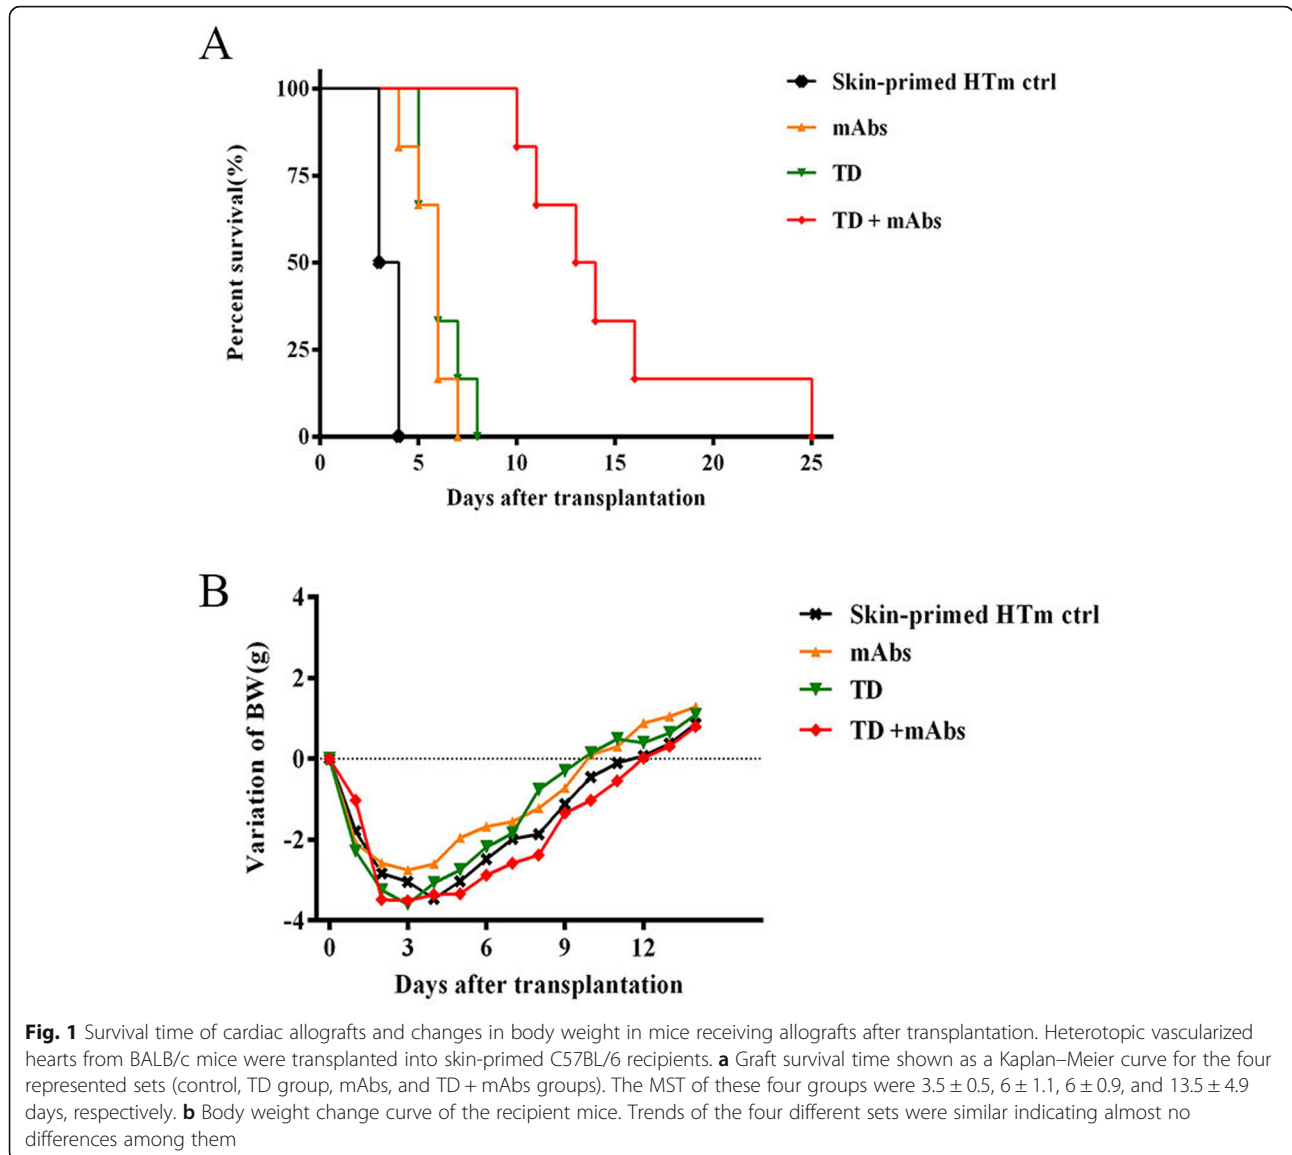 A
Percent survival(%)
100
75
50
25
0
0 5 10 15 20 25
Days after transplantation
Skin-primed HTm ctrl
mAbs
TD
TD + mAbs
B
Variation of BW(g)
4
2
0
-2
-4
0 3 6 9 12
Days after transplantation
Skin-primed HTm ctrl
mAbs
TD
TD +mAbs
Fig. 1 Survival time of cardiac allografts and changes in body weight in mice receiving allografts after transplantation. Heterotopic vascularized
hearts from BALB/c mice were transplanted into skin-primed C57BL/6 recipients. a Graft survival time shown as a Kaplan–Meier curve for the four
represented sets (control, TD group, mAbs, and TD + mAbs groups). The MST of these four groups were 3.5 ± 0.5, 6 ± 1.1, 6 ± 0.9, and 13.5 ± 4.9
days, respectively. b Body weight change curve of the recipient mice. Trends of the four different sets were similar indicating almost no
differences among them